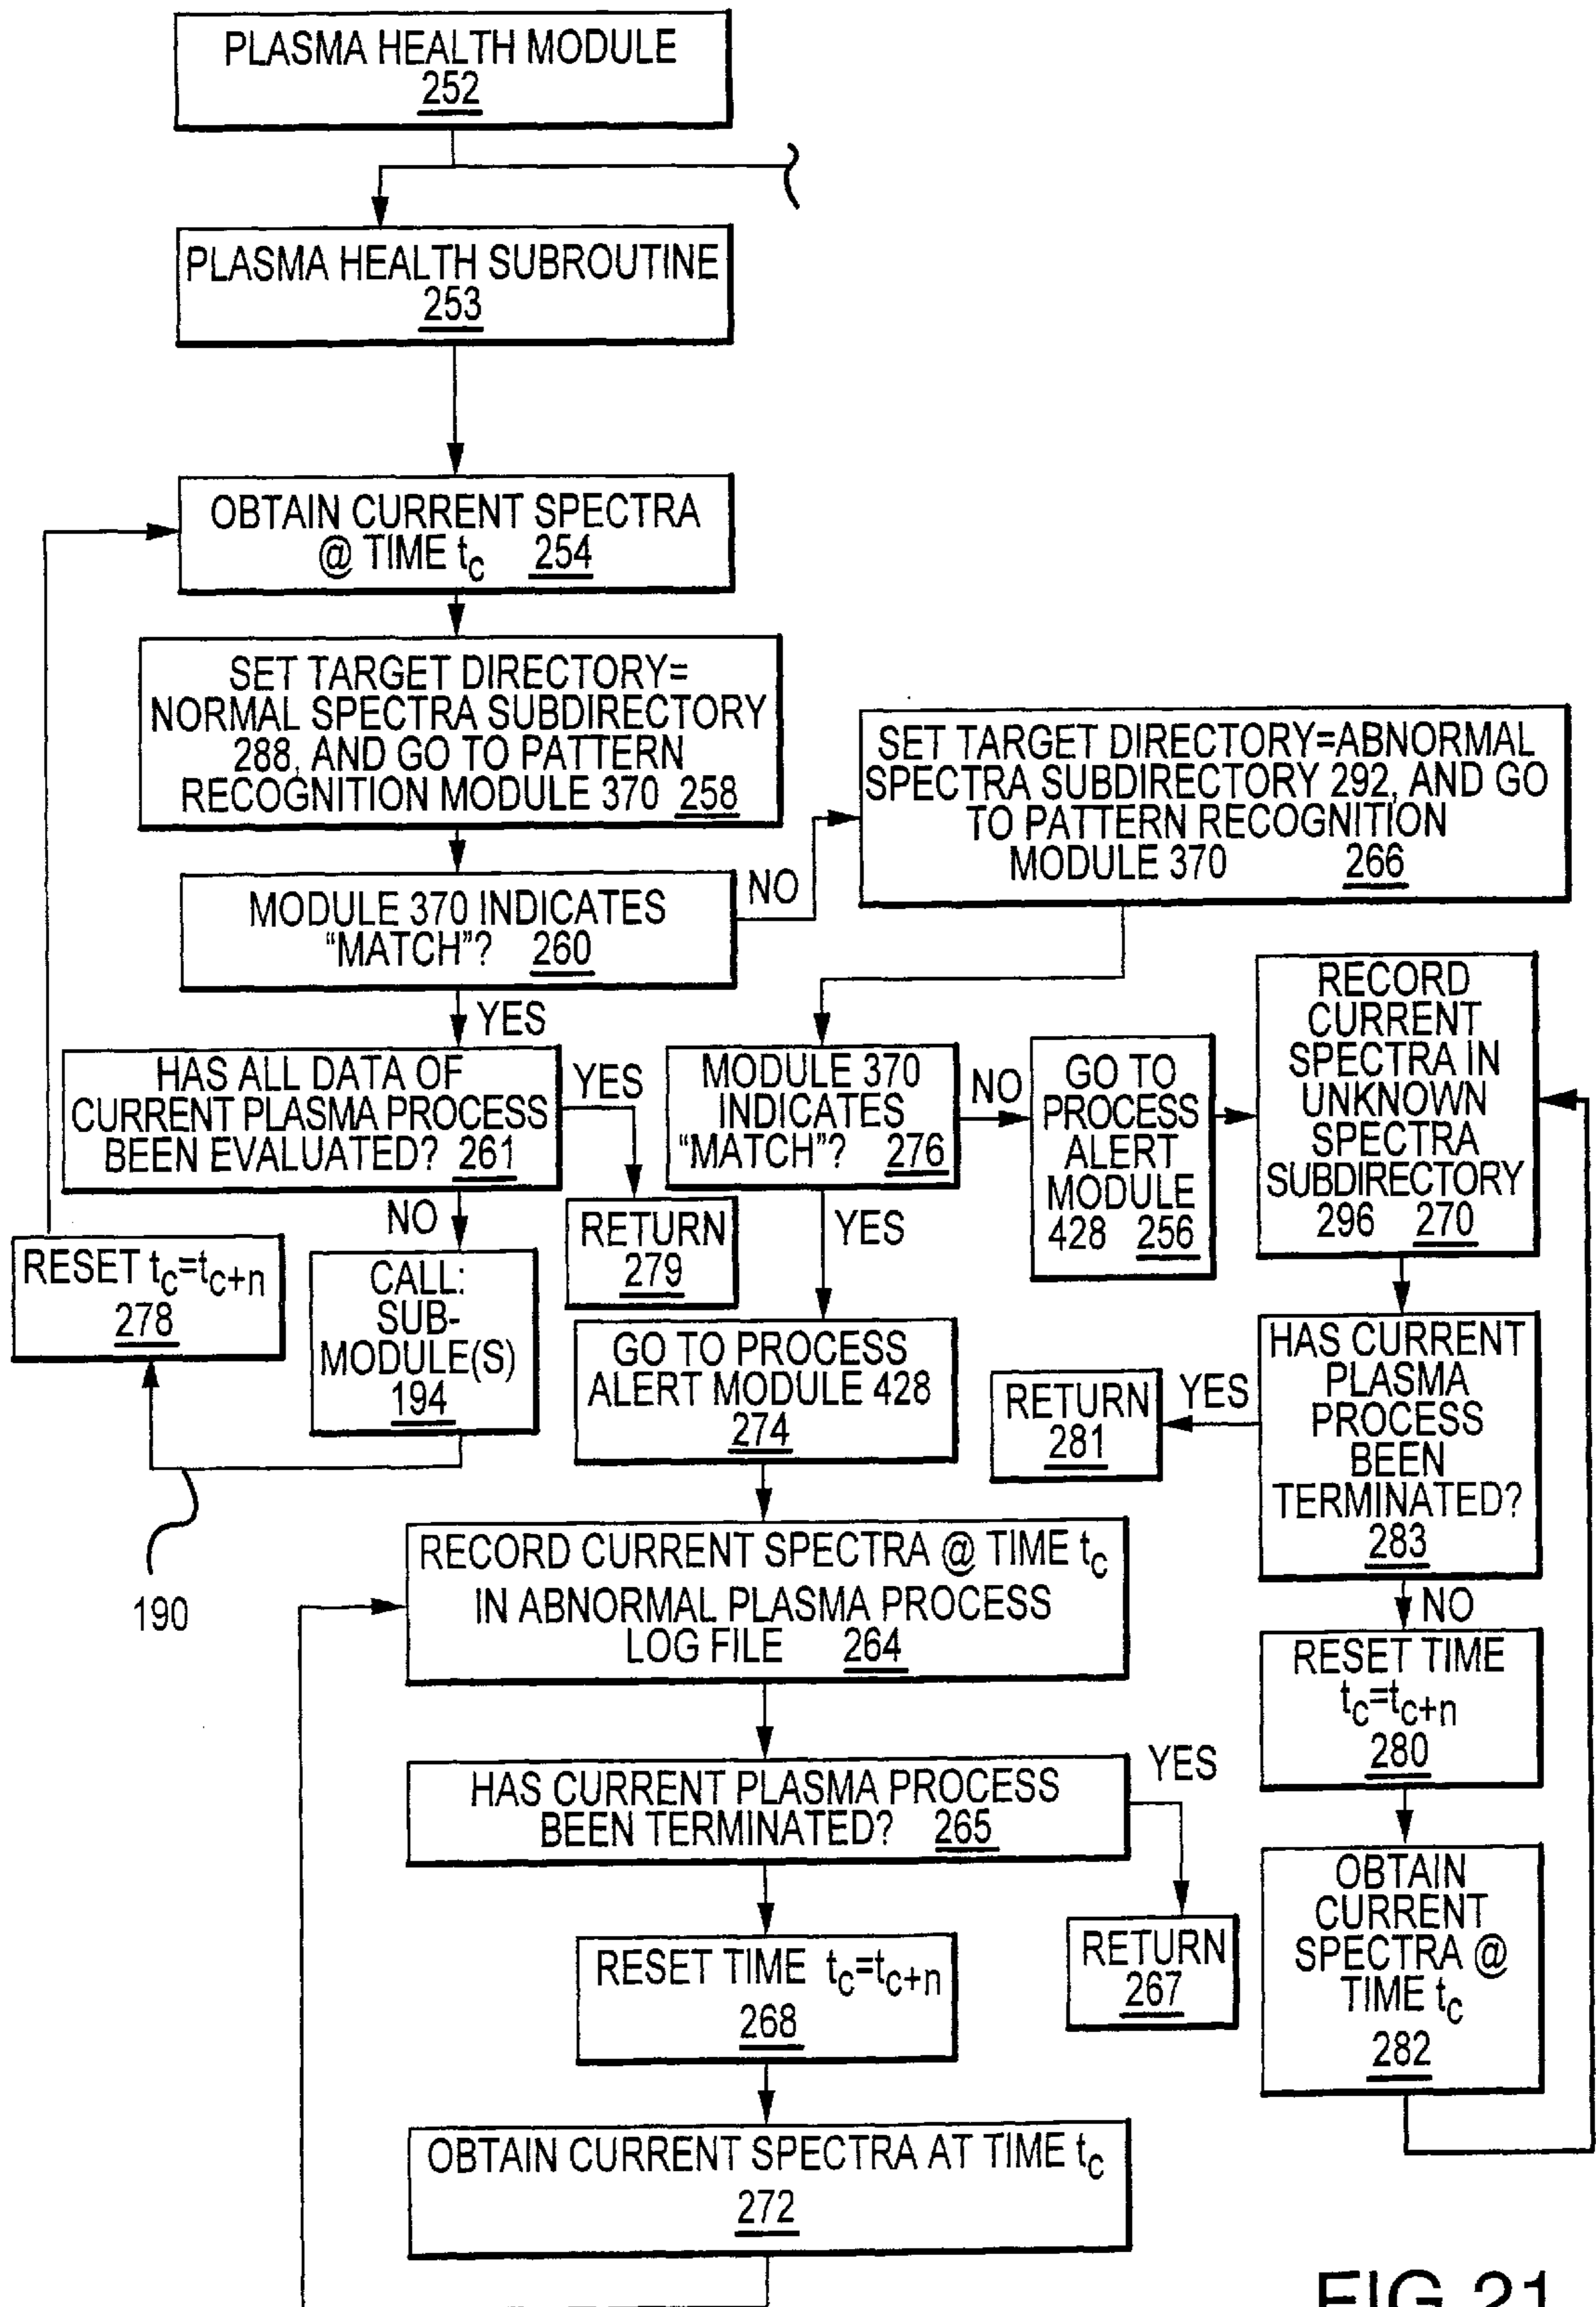 PLASMA HEALTH MODULE
252
PLASMA HEALTH SUBROUTINE
253
OBTAIN CURRENT SPECTRA
@ TIME tc 254
SET TARGET DIRECTORY=
NORMAL SPECTRA SUBDIRECTORY
288, AND GO TO PATTERN
RECOGNITION MODULE 370 258
SET TARGET DIRECTORY=ABNORMAL
SPECTRA SUBDIRECTORY 292, AND GO
TO PATTERN RECOGNITION
MODULE 370 266
MODULE 370 INDICATES
“MATCH”? 260
NO
YES
HAS ALL DATA OF
CURRENT PLASMA PROCESS
BEEN EVALUATED? 261
YES
NO
RETURN
279
RESET tc=tc+n
278
CALL:
SUB-
MODULE(S)
194
190
MODULE 370
INDICATES
“MATCH”? 276
NO
YES
GO TO
PROCESS
ALERT
MODULE
428 256
RECORD
CURRENT
SPECTRA IN
UNKNOWN
SPECTRA
SUBDIRECTORY
296 270
GO TO PROCESS
ALERT MODULE 428
274
HAS CURRENT
PLASMA
PROCESS
BEEN
TERMINATED?
283
YES
RETURN
281
NO
RESET TIME
tc=tc+n
280
OBTAIN
CURRENT
SPECTRA @
TIME tc
282
RECORD CURRENT SPECTRA @ TIME tc
IN ABNORMAL PLASMA PROCESS
LOG FILE 264
HAS CURRENT PLASMA PROCESS
BEEN TERMINATED? 265
YES
RETURN
267
RESET TIME tc=tc+n
268
OBTAIN CURRENT SPECTRA AT TIME tc
272
FIG.21